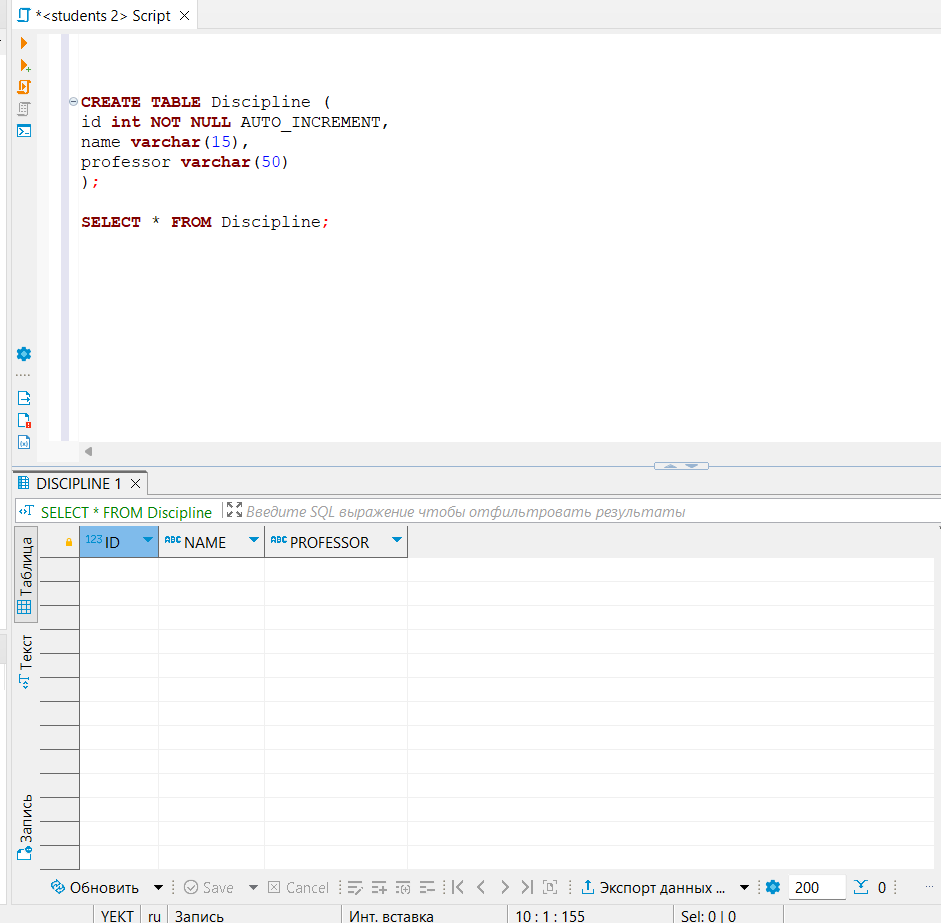 *<students 2> Script
CREATE TABLE Discipline (
id int NOT NULL AUTO_INCREMENT,
name varchar(15),
professor varchar(50)
);
SELECT * FROM Discipline;
DISCIPLINE 1
SELECT * FROM Discipline Введите SQL выражение чтобы отфильтровать результаты
Таблица
Текст
Запись
123 ID ABC NAME ABC PROFESSOR
Обновить Save Cancel Экспорт данных ... 200 0
YEKT ru Запись Инт. вставка 10 : 1 : 155 Sel: 0 | 0